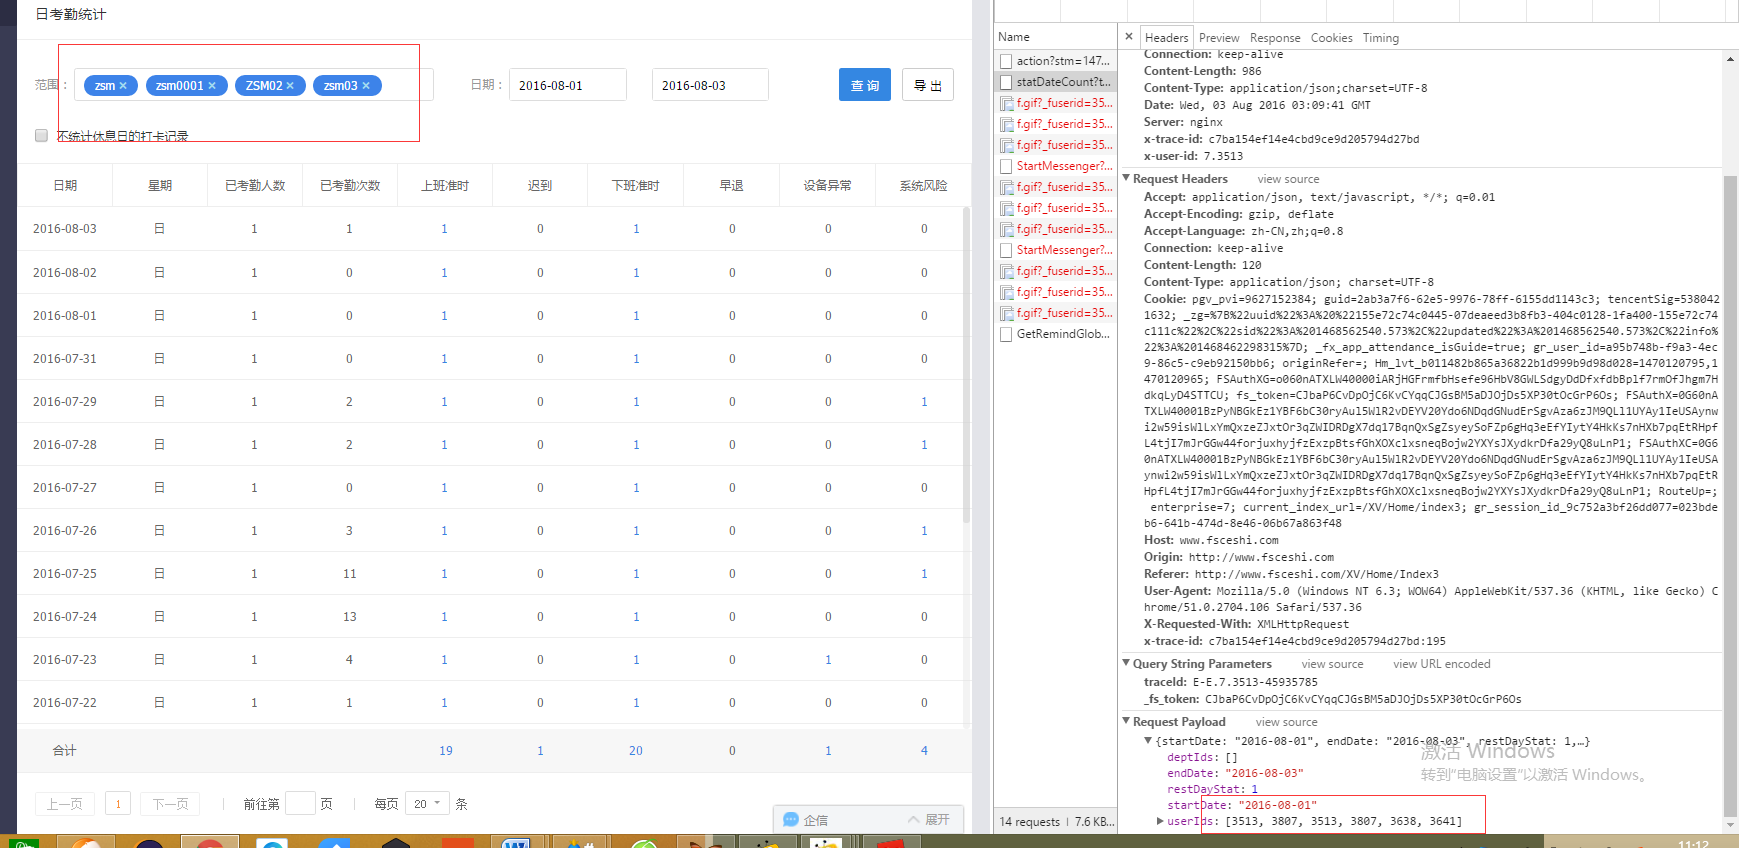 日考勤统计
范围： zsm × zsm0001 × ZSM02 × zsm03 × 日期： 2016-08-01 2016-08-03 查 询 导 出
不统计休息日的打卡记录
日期 星期 已考勤人数 已考勤次数 上班准时 迟到 下班准时 早退 设备异常 系统风险
2016-08-03 日 1 1 1 0 1 0 0 0
2016-08-02 日 1 0 1 0 1 0 0 0
2016-08-01 日 1 0 1 0 1 0 0 0
2016-07-31 日 1 0 1 0 1 0 0 0
2016-07-29 日 1 2 1 0 1 0 0 1
2016-07-28 日 1 2 1 0 1 0 0 1
2016-07-27 日 1 0 1 0 1 0 0 0
2016-07-26 日 1 3 1 0 1 0 0 1
2016-07-25 日 1 11 1 0 1 0 0 1
2016-07-24 日 1 13 1 0 1 0 0 0
2016-07-23 日 1 4 1 0 1 0 1 0
2016-07-22 日 1 1 1 0 1 0 0 0
合计 19 1 20 0 1 4
上一页 1 下一页 前往第 页 每页 20 条
企信 展开
Name
action?stm=147...
statDateCount?t...
f.gif?_fuserid=35...
f.gif?_fuserid=35...
f.gif?_fuserid=35...
StartMessenger?...
f.gif?_fuserid=35...
f.gif?_fuserid=35...
f.gif?_fuserid=35...
StartMessenger?...
f.gif?_fuserid=35...
f.gif?_fuserid=35...
f.gif?_fuserid=35...
GetRemindGlob...
14 requests | 7.6 KB...
× Headers Preview Response Cookies Timing
Connection: keep-alive
Content-Length: 986
Content-Type: application/json;charset=UTF-8
Date: Wed, 03 Aug 2016 03:09:41 GMT
Server: nginx
x-trace-id: c7ba154ef14e4cbd9ce9d205794d27bd
x-user-id: 7.3513
Request Headers view source
Accept: application/json, text/javascript, */*; q=0.01
Accept-Encoding: gzip, deflate
Accept-Language: zh-CN,zh;q=0.8
Connection: keep-alive
Content-Length: 120
Content-Type: application/json; charset=UTF-8
Cookie: pgv_pvi=9627152384; guid=2ab3a7f6-62e5-9976-78ff-6155dd1143c3; tencentSig=538042
1632; _zg=%7B%22uuid%22%3A%20%22155e72c74c0445-07deaeed3b8fb3-404c0128-1fa400-155e72c74
c111c%22%2C%22sid%22%3A%201468562540.573%2C%22updated%22%3A%201468562540.573%2C%22info%
22%3A%201468462298315%7D; _fx_app_attendance_isGuide=true; gr_user_id=a95b748b-f9a3-4ec
9-86c5-c9eb92150bb6; originRefer=; Hm_lvt_b011482b865a36822b1d999b9d98d028=1470120795,1
470120965; FSAuthXG=o060nATXLW40000iARjHGFrmfbHsefe96HbV8GWLSdgyDdDfxfdbBplf7rmOfJhgm7H
dkqLyD4STTCU; fs_token=CJbaP6CvDpOjC6KvCYqqCJGsBM5aDJOjDs5XP30tOcGrP6Os; FSAuthX=0G60nA
TXLW40001BzPyNBGkEz1YBF6bC30ryAul5WlR2vDEYV20Ydo6NDqdGNudErSgvAza6zJM9QLl1UYAy1IeUSAynw
i2w59isWlLxYmQxzeZJxtOr3qZWIDRDgX7dq17BqnQxSgZsyeySoFZp6gHq3eEfYIytY4HkKs7nHXb7pqEtRHpf
L4tjI7mJrGGw44forjuxhyjfzExzpBtsfGhXOXclxsneqBojw2YXYsJXydkrDfa29yQ8uLnP1; FSAuthXC=0G6
0nATXLW40001BzPyNBGkEz1YBF6bC30ryAul5WlR2vDEYV20Ydo6NDqdGNudErSgvAza6zJM9QLl1UYAy1IeUSA
ynwi2w59isWlLxYmQxzeZJxtOr3qZWIDRDgX7dq17BqnQxSgZsyeySoFZp6gHq3eEfYIytY4HkKs7nHXb7pqEtR
HpfL4tjI7mJrGGw44forjuxhyjfzExzpBtsfGhXOXclxsneqBojw2YXYsJXydkrDfa29yQ8uLnP1; RouteUp=;
enterprise=7; current_index_url=/XV/Home/index3; gr_session_id_9c752a3bf26dd077=023bde
b6-641b-474d-8e46-06b67a863f48
Host: www.fsceshi.com
Origin: http://www.fsceshi.com
Referer: http://www.fsceshi.com/XV/Home/Index3
User-Agent: Mozilla/5.0 (Windows NT 6.3; WOW64) AppleWebKit/537.36 (KHTML, like Gecko) C
hrome/51.0.2704.106 Safari/537.36
X-Requested-With: XMLHttpRequest
x-trace-id: c7ba154ef14e4cbd9ce9d205794d27bd:195
Query String Parameters view source view URL encoded
traceId: E-E.7.3513-45935785
_fs_token: CJbaP6CvDpOjC6KvCYqqCJGsBM5aDJOjDs5XP30tOcGrP6Os
Request Payload view source
{startDate: "2016-08-01", endDate: "2016-08-03", restDayStat: 1,…}
deptIds: []
endDate: "2016-08-03"
restDayStat: 1
startDate: "2016-08-01"
userIds: [3513, 3807, 3513, 3807, 3638, 3641]
激活 Windows
转到"电脑设置"以激活 Windows。
11:12